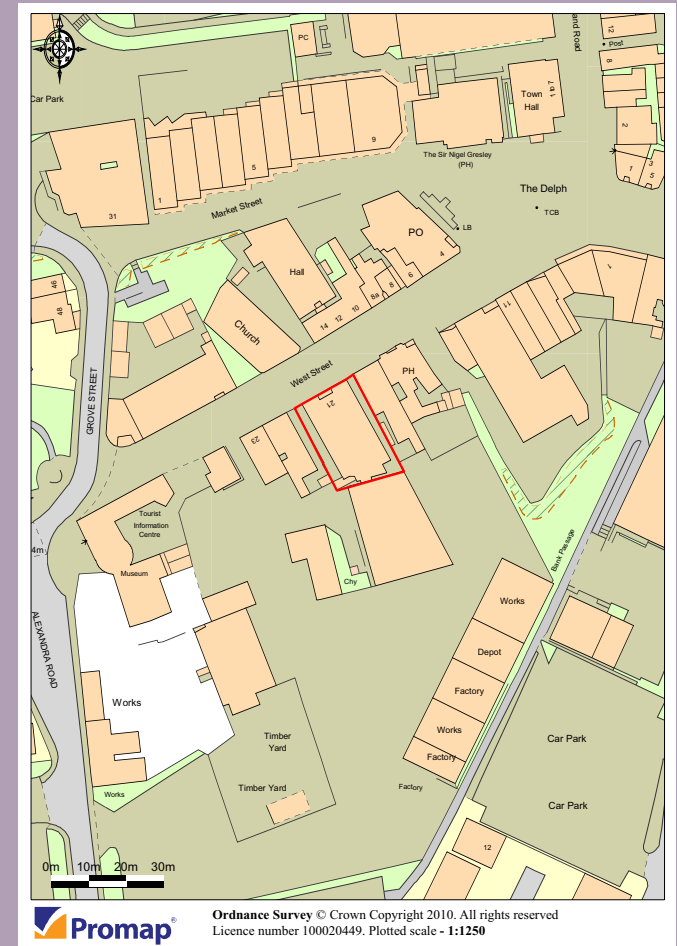 PC
and Road
12
Post
8
Car Park
Town
Hall
1 to 7
2
9
5
1
The Sir Nigel Gresley
(PH)
1
3
5
The Delph
TCB
31
Market Street
PO
LB
4
6
8
8a
10
12
14
Hall
Church
1
11
46
48
GROVE STREET
West Street
PH
21
23
Tourist
Information
Centre
4m
Museum
Chy
Bank Passage
Works
Depot
Factory
Works
Factory
Factory
ALEXANDRA ROAD
Works
Works
Timber
Yard
Timber Yard
Car Park
Car Park
12
0m 10m 20m 30m
Promap®
Ordnance Survey © Crown Copyright 2010. All rights reserved
Licence number 100020449. Plotted scale - 1:1250